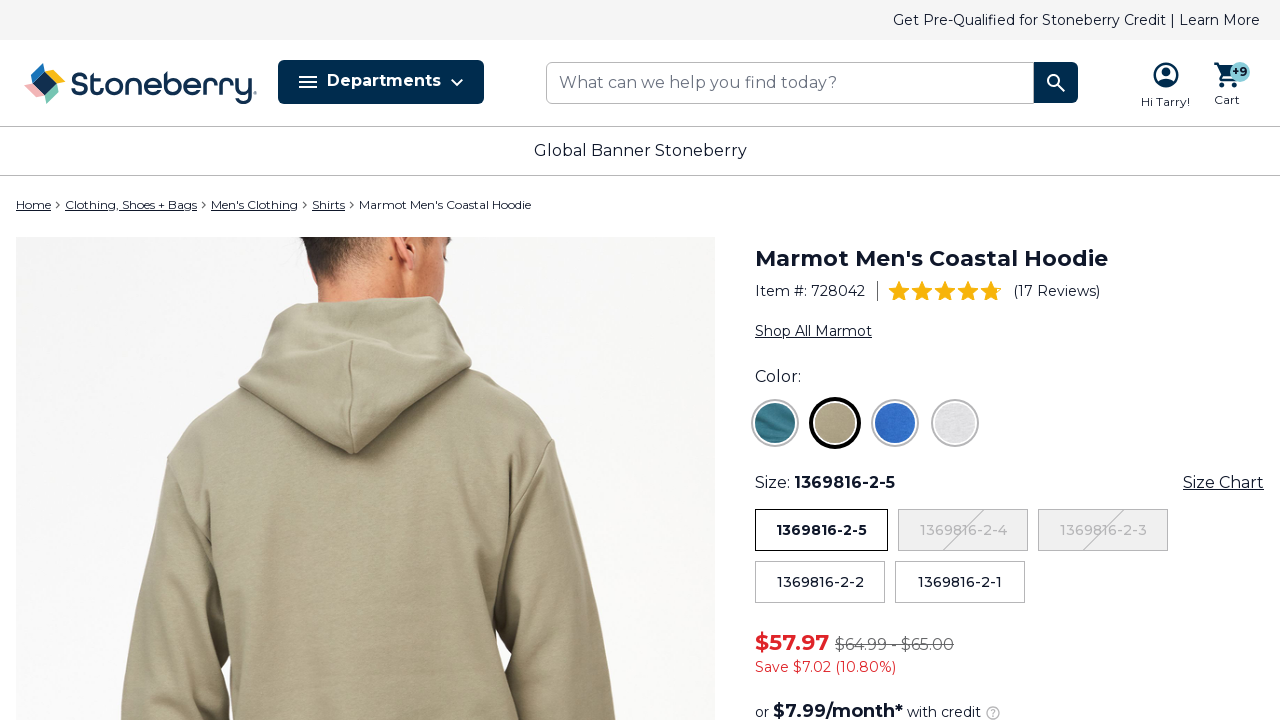 Get Pre-Qualified for Stoneberry Credit | Learn More
Stoneberry®
Departments
What can we help you find today?
Hi Tarry!
+9
Cart
Global Banner Stoneberry
Home > Clothing, Shoes + Bags > Men's Clothing > Shirts > Marmot Men's Coastal Hoodie
Marmot Men's Coastal Hoodie
Item #: 728042 | (17 Reviews)
Shop All Marmot
Color:
Size: 1369816-2-5 Size Chart
1369816-2-5 1369816-2-4 1369816-2-3
1369816-2-2 1369816-2-1
$57.97 $64.99 - $65.00
Save $7.02 (10.80%)
or $7.99/month* with credit ?